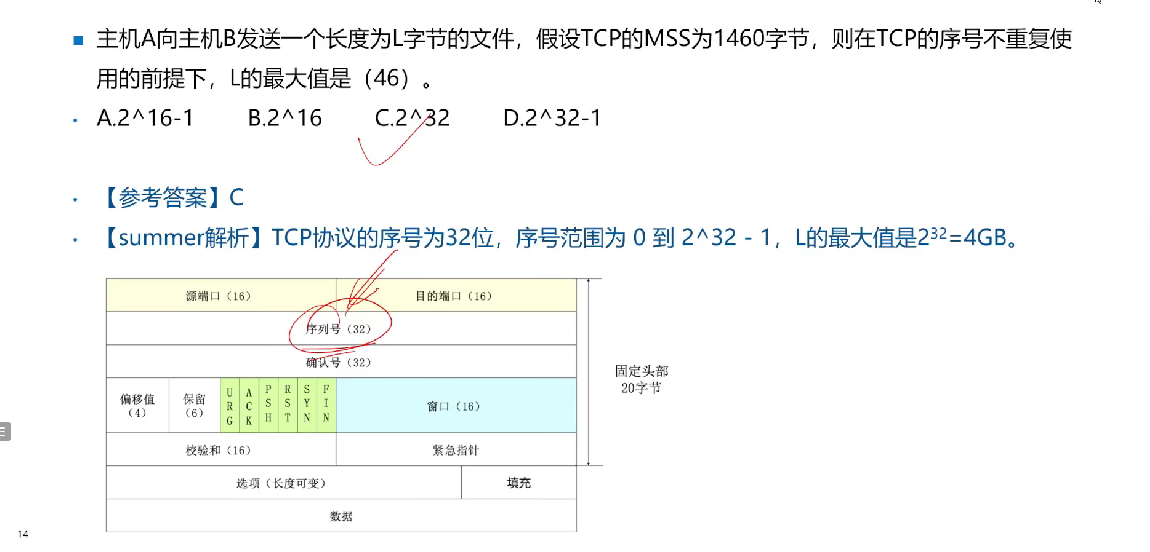 主机A向主机B发送一个长度为L字节的文件，假设TCP的MSS为1460字节，则在TCP的序号不重复使
用的前提下，L的最大值是（46）。
A.2^16-1 B.2^16 C.2^32 D.2^32-1
【参考答案】C
【summer解析】TCP协议的序号为32位，序号范围为 0 到 2^32 - 1，L的最大值是2³²=4GB。
源端口（16） 目的端口（16）
序列号（32）
确认号（32）
固定头部
20字节
偏移值
（4）
保留
（6）
URG
ACK
PSH
RST
SYN
FIN
窗口（16）
校验和（16） 紧急指针
选项（长度可变） 填充
数据
14